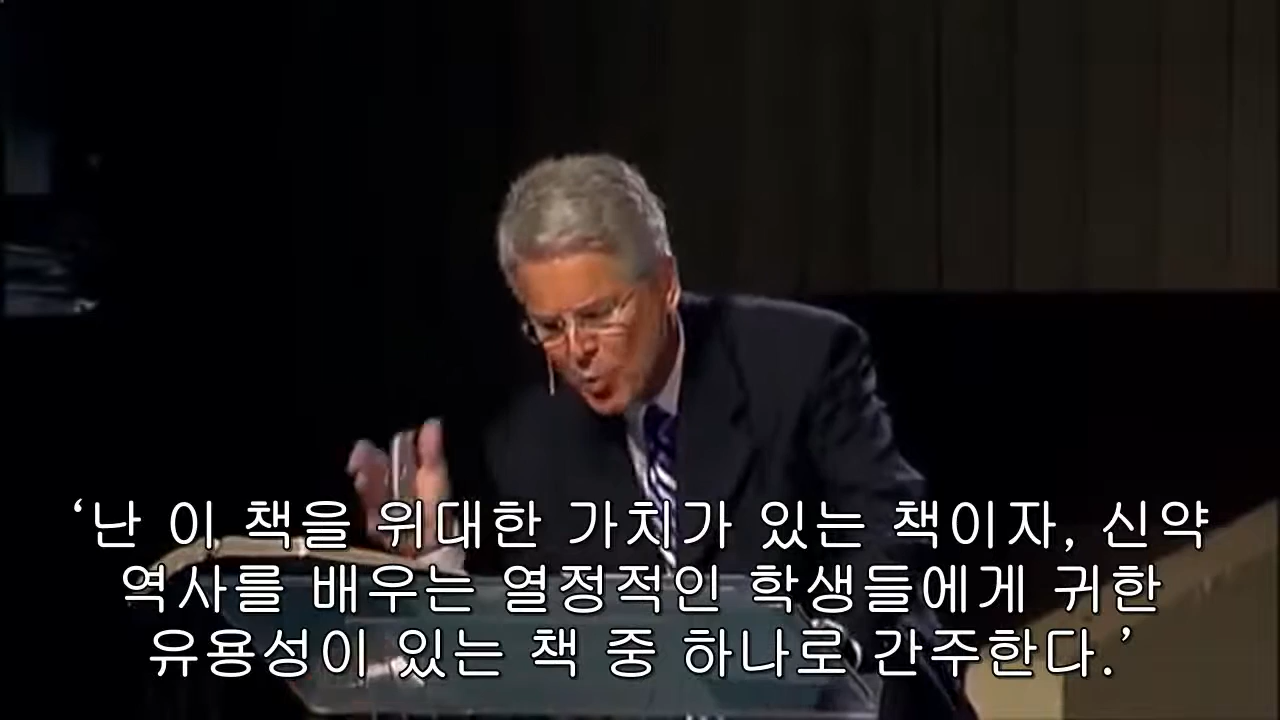 ‘난 이 책을 위대한 가치가 있는 책이자, 신약
역사를 배우는 열정적인 학생들에게 귀한
유용성이 있는 책 중 하나로 간주한다.’